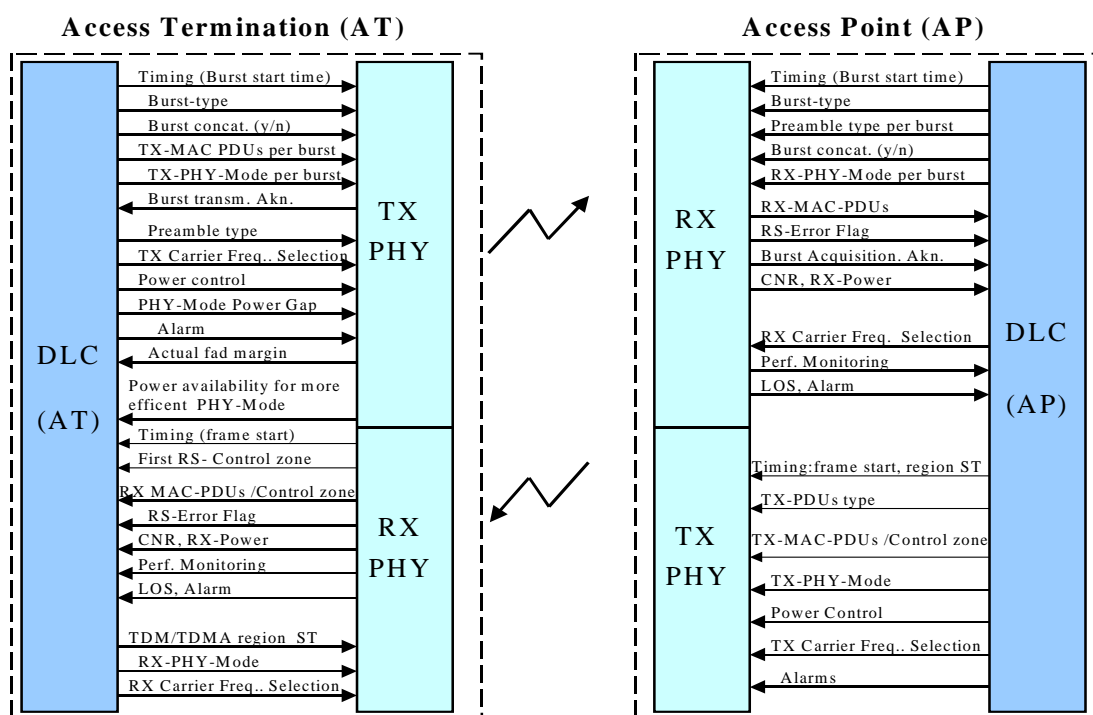 Access Termination (AT)
Timing (Burst start time)
Burst-type
Burst concat. (y/n)
TX-MAC PDUs per burst
TX-PHY-Mode per burst
Burst transm. Akn.
Preamble type
TX Carrier Freq.. Selection
Power control
PHY-Mode Power Gap
Alarm
Actual fad margin
Power availability for more
efficent PHY-Mode
Timing (frame start)
First RS- Control zone
RX MAC-PDUs /Control zone
RS-Error Flag
CNR, RX-Power
Perf. Monitoring
LOS, Alarm
TDM/TDMA region ST
RX-PHY-Mode
RX Carrier Freq.. Selection
DLC
(AT)
TX
PHY
RX
PHY
Access Point (AP)
Timing (Burst start time)
Burst-type
Preamble type per burst
Burst concat. (y/n)
RX-PHY-Mode per burst
RX-MAC-PDUs
RS-Error Flag
Burst Acquisition. Akn.
CNR, RX-Power
RX Carrier Freq. Selection
Perf. Monitoring
LOS, Alarm
Timing:frame start, region ST
TX-PDUs type
TX-MAC-PDUs /Control zone
TX-PHY-Mode
Power Control
TX Carrier Freq.. Selection
Alarms
RX
PHY
TX
PHY
DLC
(AP)